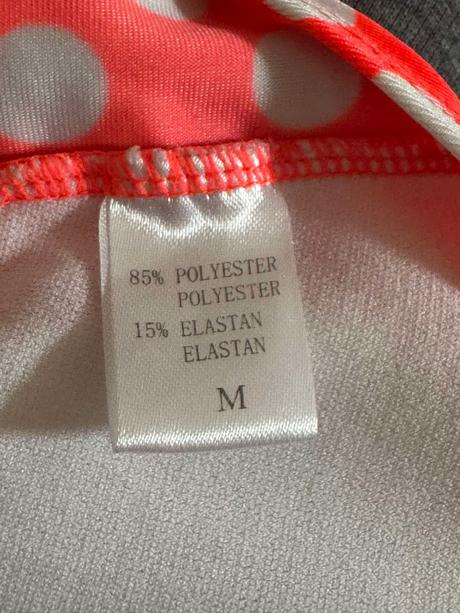 85% POLYESTER
POLYESTER
15% ELASTAN
ELASTAN
M